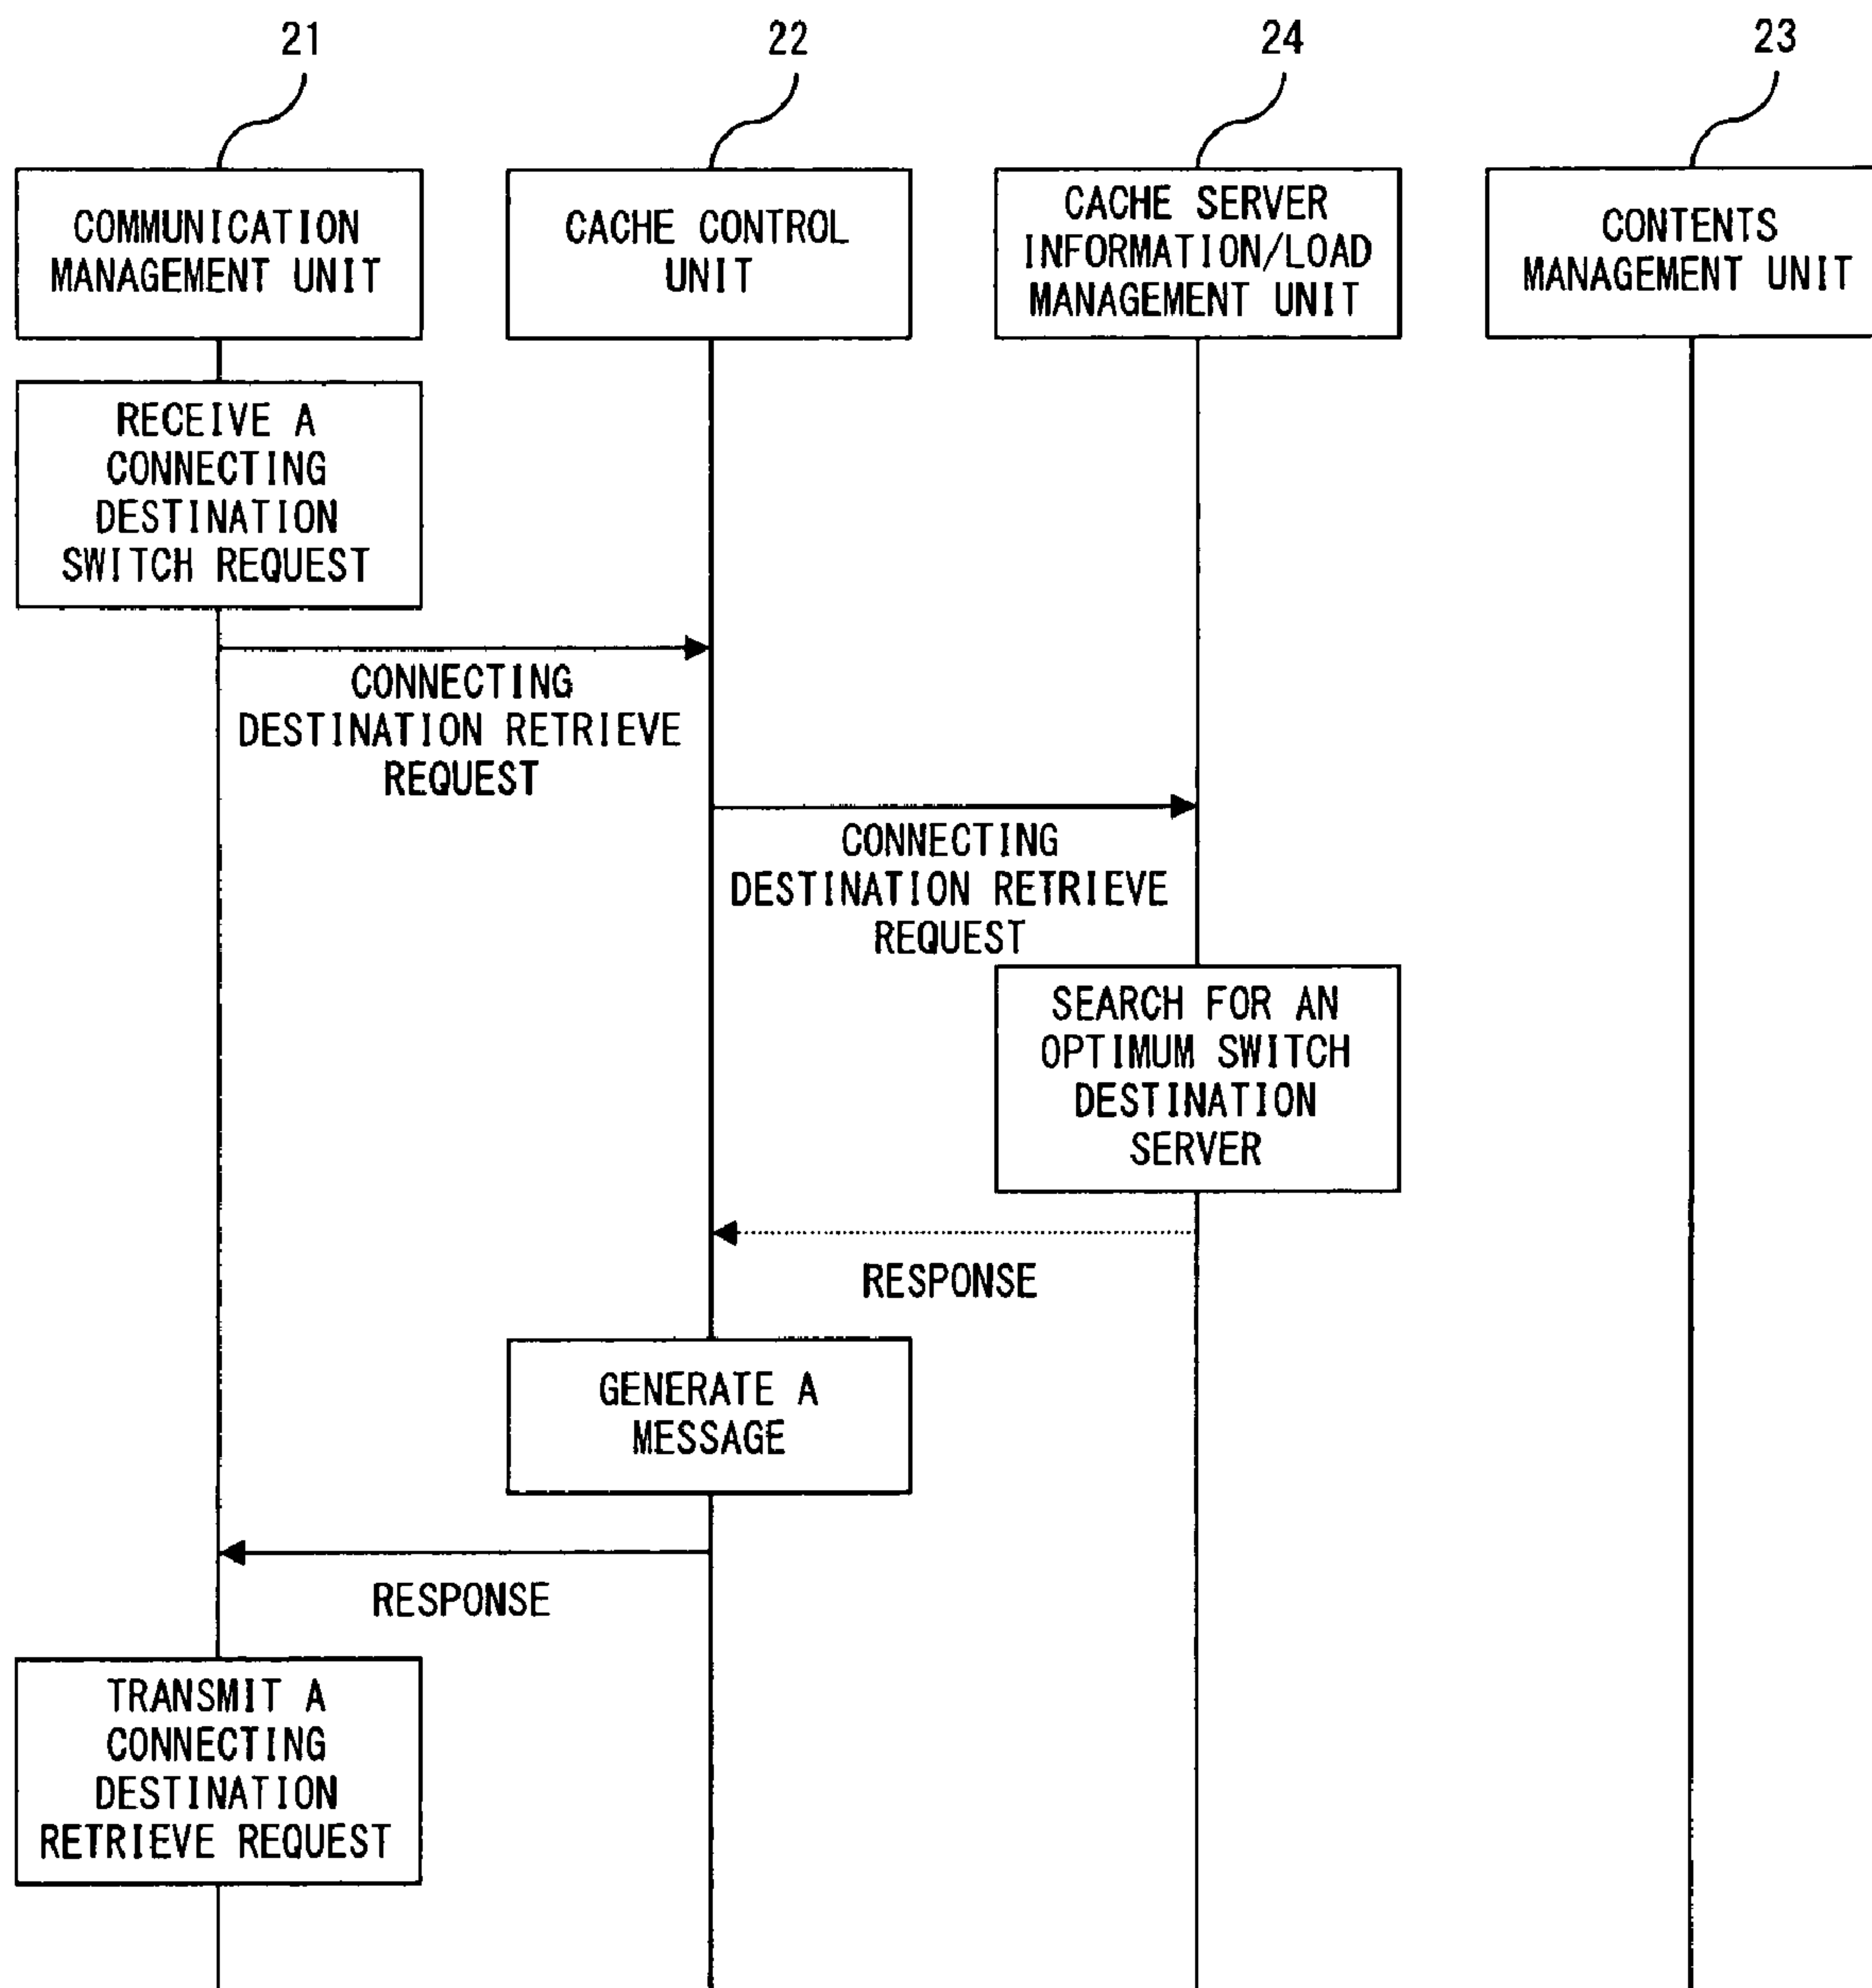 21
22
24
23
COMMUNICATION
MANAGEMENT UNIT
CACHE CONTROL
UNIT
CACHE SERVER
INFORMATION/LOAD
MANAGEMENT UNIT
CONTENTS
MANAGEMENT UNIT
RECEIVE A
CONNECTING
DESTINATION
SWITCH REQUEST
CONNECTING
DESTINATION RETRIEVE
REQUEST
CONNECTING
DESTINATION RETRIEVE
REQUEST
SEARCH FOR AN
OPTIMUM SWITCH
DESTINATION
SERVER
RESPONSE
GENERATE A
MESSAGE
RESPONSE
TRANSMIT A
CONNECTING
DESTINATION
RETRIEVE REQUEST